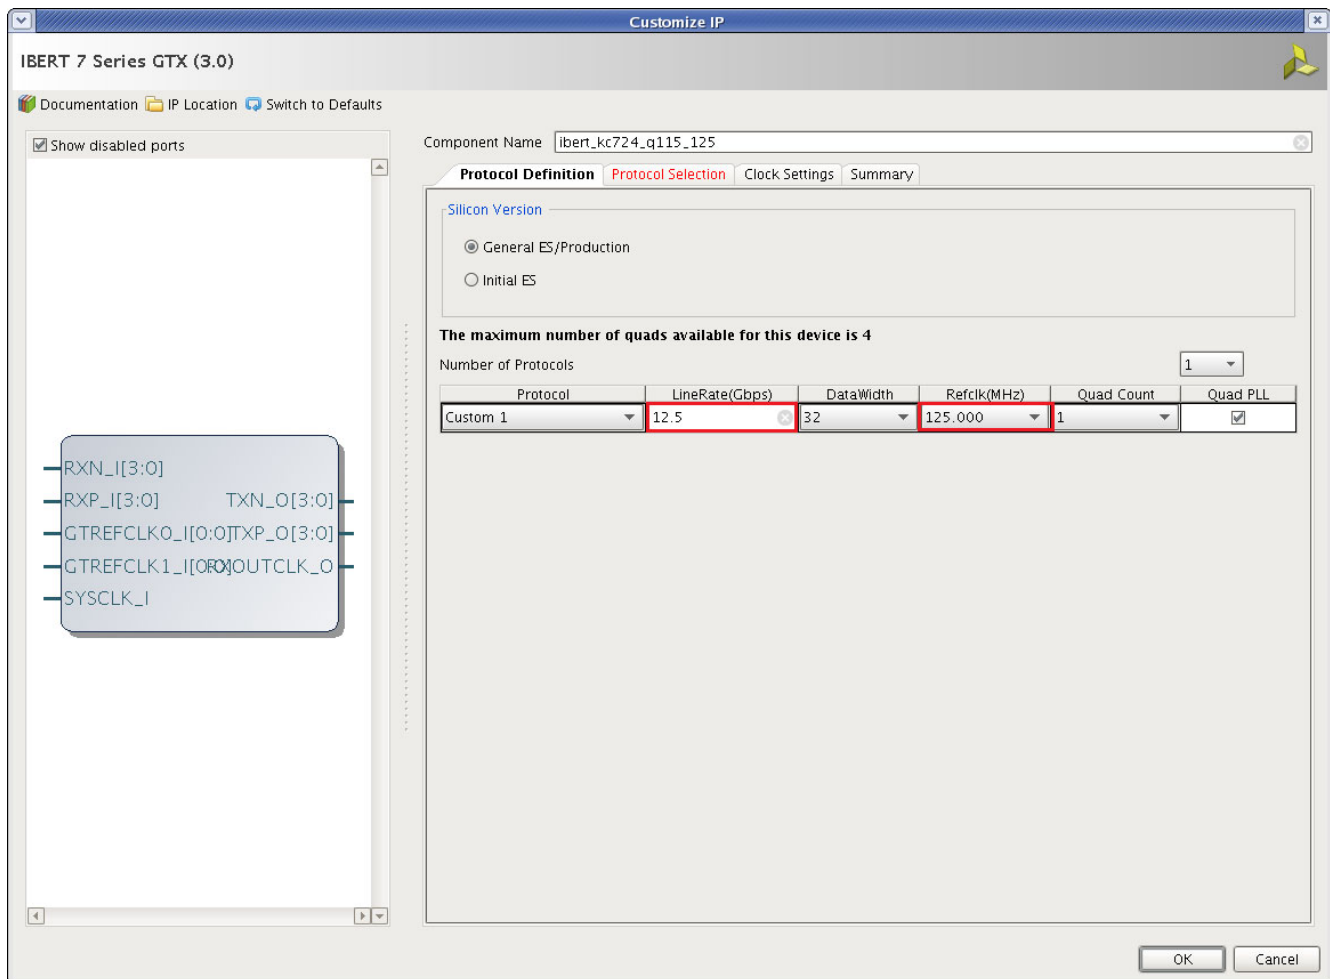 Customize IP
IBERT 7 Series GTX (3.0)
Documentation IP Location Switch to Defaults
Show disabled ports
Component Name ibert_kc724_q115_125
Protocol Definition Protocol Selection Clock Settings Summary
Silicon Version
General ES/Production
Initial ES
The maximum number of quads available for this device is 4
Number of Protocols 1
Protocol LineRate(Gbps) DataWidth Refclk(MHz) Quad Count Quad PLL
Custom 1 12.5 32 125.000 1
RXN_I[3:0]
RXP_I[3:0] TXN_O[3:0]
GTREFCLK0_I[0:0] TXP_O[3:0]
GTREFCLK1_I[0:0] RXOUTCLK_O
SYSCLK_I
OK Cancel